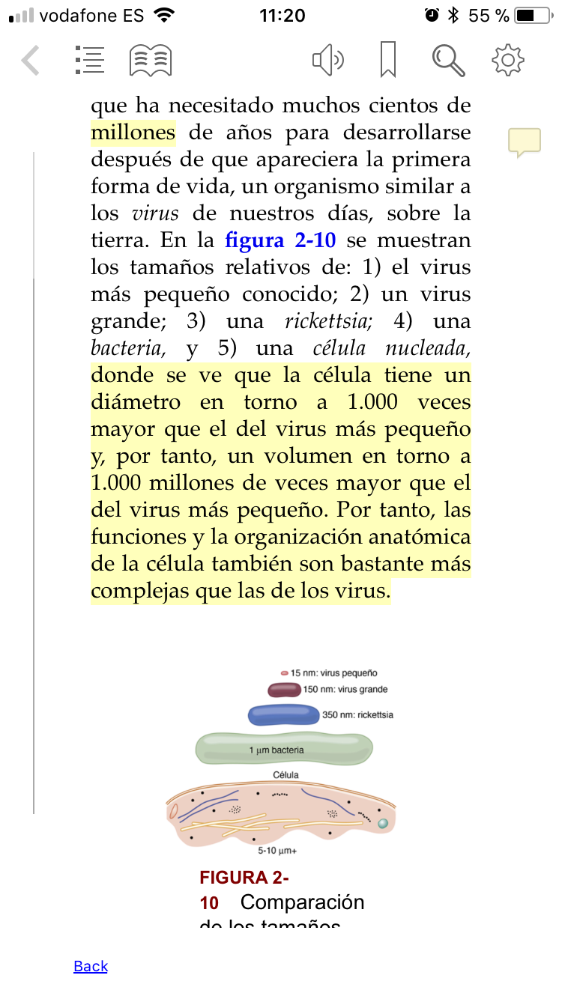 vodafone ES 11:20 55 %
que ha necesitado muchos cientos de
millones de años para desarrollarse
después de que apareciera la primera
forma de vida, un organismo similar a
los virus de nuestros días, sobre la
tierra. En la figura 2-10 se muestran
los tamaños relativos de: 1) el virus
más pequeño conocido; 2) un virus
grande; 3) una rickettsia; 4) una
bacteria, y 5) una célula nucleada,
donde se ve que la célula tiene un
diámetro en torno a 1.000 veces
mayor que el del virus más pequeño
y, por tanto, un volumen en torno a
1.000 millones de veces mayor que el
del virus más pequeño. Por tanto, las
funciones y la organización anatómica
de la célula también son bastante más
complejas que las de los virus.
15 nm: virus pequeño
150 nm: virus grande
350 nm: rickettsia
1 μm bacteria
Célula
5-10 μm+
FIGURA 2-
10 Comparación
de los tamaños
Back